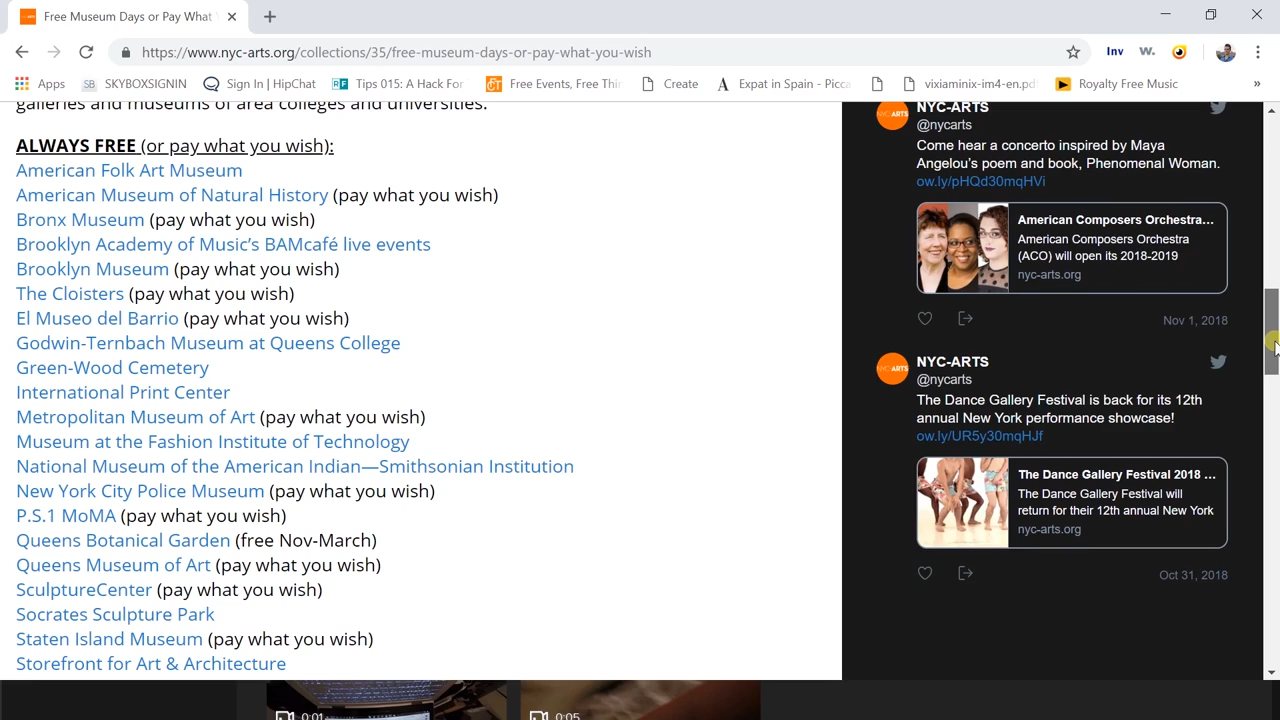 Free Museum Days or Pay What
https://www.nyc-arts.org/collections/35/free-museum-days-or-pay-what-you-wish
Inv
W.
Apps
SB SKYBOXSIGNIN
Sign In | HipChat
RF Tips 015: A Hack For
Free Events, Free Thi
Create
A Expat in Spain - Picca
vixiaminix-im4-en.pd
Royalty Free Music
»
galleries and museums of area colleges and universities.
ALWAYS FREE (or pay what you wish):
American Folk Art Museum
American Museum of Natural History (pay what you wish)
Bronx Museum (pay what you wish)
Brooklyn Academy of Music’s BAMcafé live events
Brooklyn Museum (pay what you wish)
The Cloisters (pay what you wish)
El Museo del Barrio (pay what you wish)
Godwin-Ternbach Museum at Queens College
Green-Wood Cemetery
International Print Center
Metropolitan Museum of Art (pay what you wish)
Museum at the Fashion Institute of Technology
National Museum of the American Indian—Smithsonian Institution
New York City Police Museum (pay what you wish)
P.S.1 MoMA (pay what you wish)
Queens Botanical Garden (free Nov-March)
Queens Museum of Art (pay what you wish)
SculptureCenter (pay what you wish)
Socrates Sculpture Park
Staten Island Museum (pay what you wish)
Storefront for Art & Architecture
NYC-ARTS
@nycarts
Come hear a concerto inspired by Maya
Angelou’s poem and book, Phenomenal Woman.
ow.ly/pHQd30mqHVi
American Composers Orchestra...
American Composers Orchestra
(ACO) will open its 2018-2019
nyc-arts.org
Nov 1, 2018
NYC-ARTS
NYC-ARTS
@nycarts
The Dance Gallery Festival is back for its 12th
annual New York performance showcase!
ow.ly/UR5y30mqHJf
The Dance Gallery Festival 2018 ...
The Dance Gallery Festival will
return for their 12th annual New York
nyc-arts.org
Oct 31, 2018
0:01
0:05